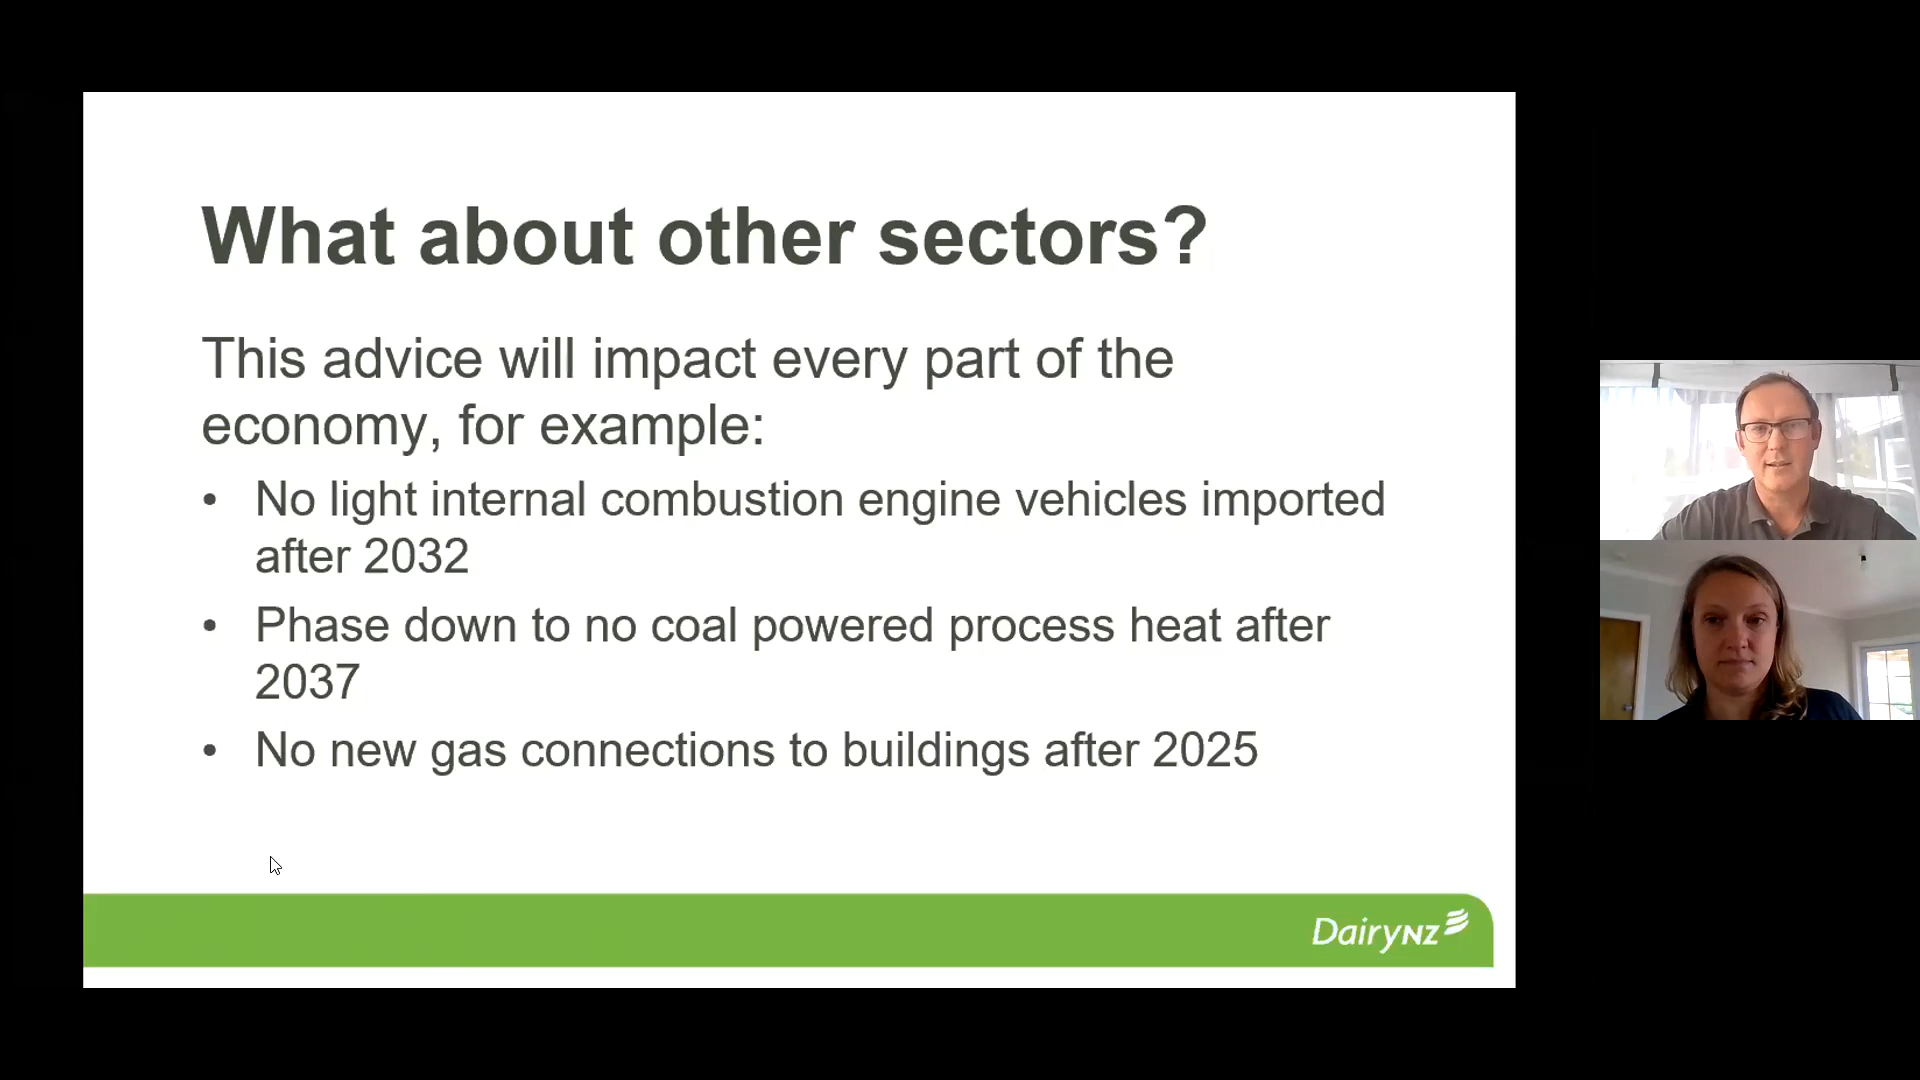 What about other sectors?
This advice will impact every part of the
economy, for example:
• No light internal combustion engine vehicles imported
after 2032
• Phase down to no coal powered process heat after
2037
• No new gas connections to buildings after 2025
DairyNZ